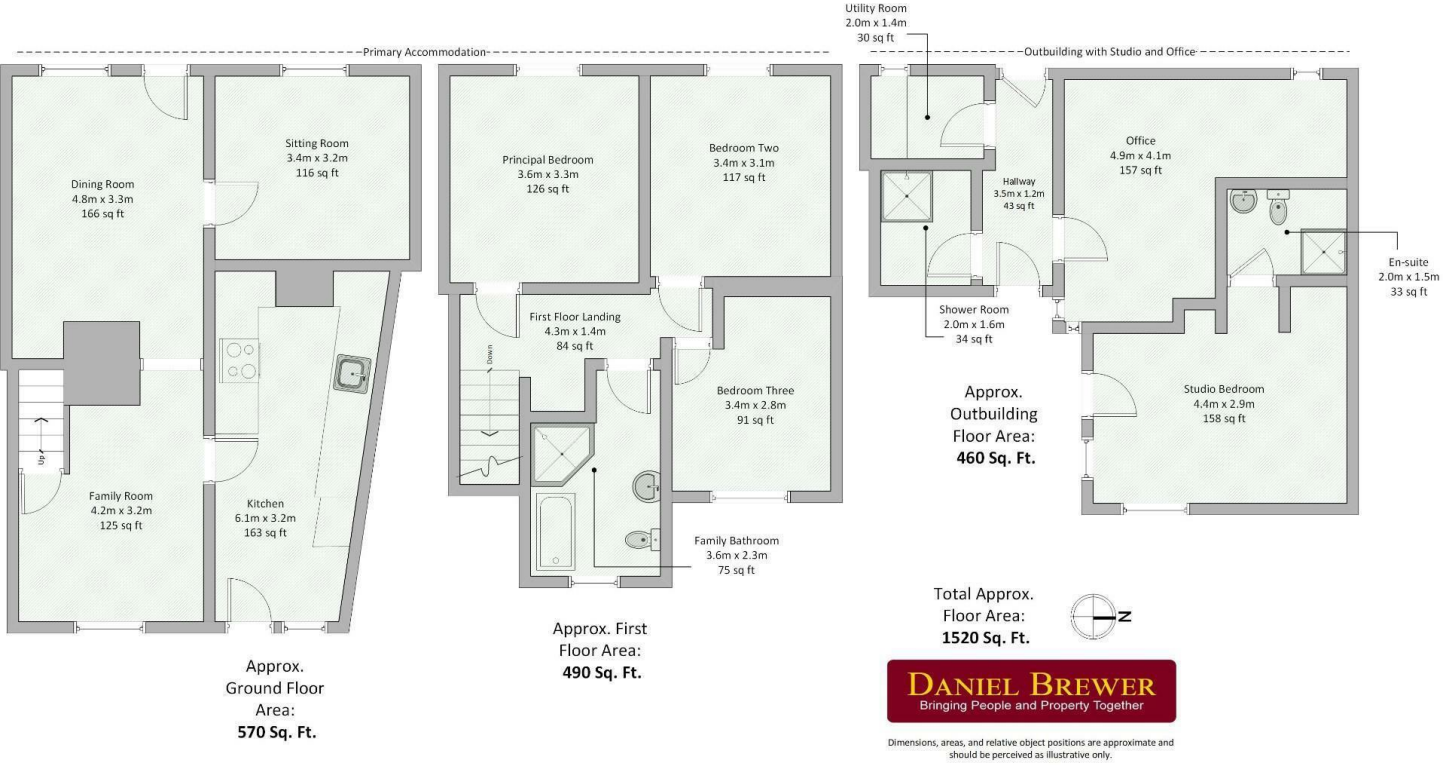 Primary Accommodation
Dining Room
4.8m x 3.3m
166 sq ft
Sitting Room
3.4m x 3.2m
116 sq ft
Up
Family Room
4.2m x 3.2m
125 sq ft
Kitchen
6.1m x 3.2m
163 sq ft
Approx.
Ground Floor
Area:
570 Sq. Ft.
Principal Bedroom
3.6m x 3.3m
126 sq ft
Bedroom Two
3.4m x 3.1m
117 sq ft
First Floor Landing
4.3m x 1.4m
84 sq ft
Down
Bedroom Three
3.4m x 2.8m
91 sq ft
Family Bathroom
3.6m x 2.3m
75 sq ft
Approx. First
Floor Area:
490 Sq. Ft.
Outbuilding with Studio and Office
Utility Room
2.0m x 1.4m
30 sq ft
Office
4.9m x 4.1m
157 sq ft
Hallway
3.5m x 1.2m
43 sq ft
En-suite
2.0m x 1.5m
33 sq ft
Shower Room
2.0m x 1.6m
34 sq ft
Studio Bedroom
4.4m x 2.9m
158 sq ft
Approx.
Outbuilding
Floor Area:
460 Sq. Ft.
Total Approx.
Floor Area:
1520 Sq. Ft.
N
DANIEL BREWER
Bringing People and Property Together
Dimensions, areas, and relative object positions are approximate and
should be perceived as illustrative only.